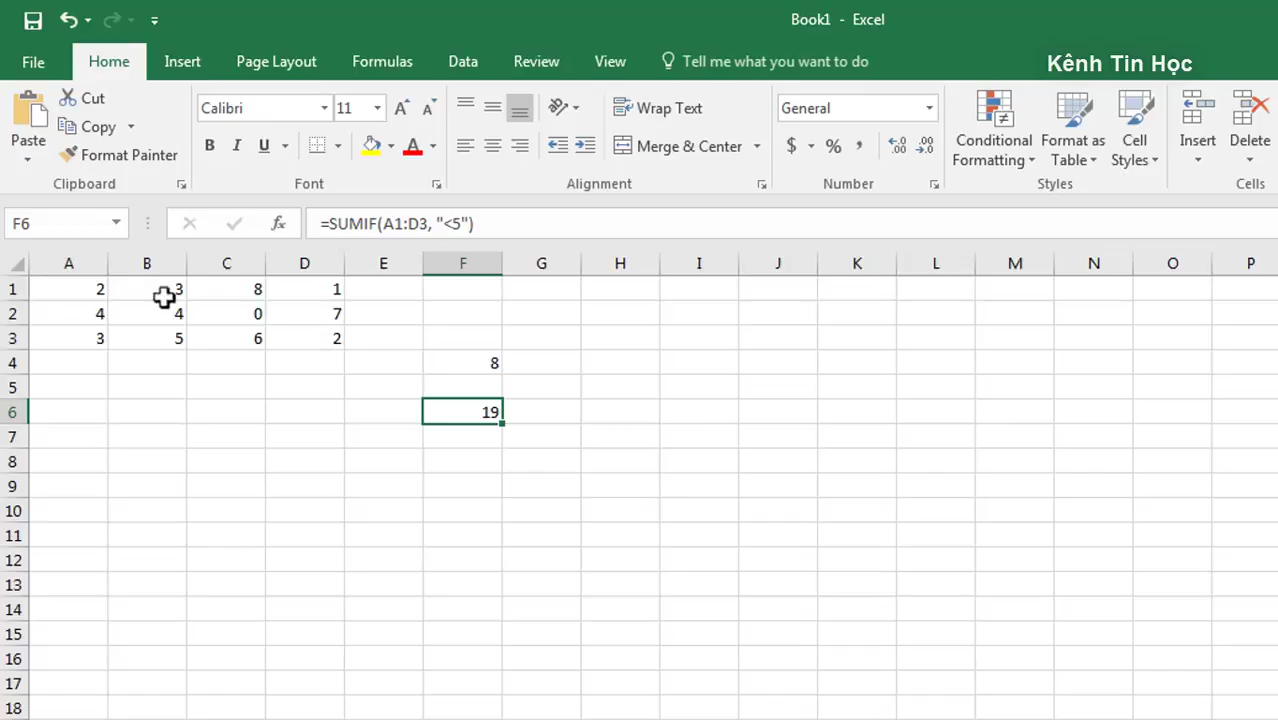 Book1 - Excel
File Home Insert Page Layout Formulas Data Review View Tell me what you want to do
Kênh Tin Học
Paste
Cut
Copy
Format Painter
Clipboard
Calibri 11
B I U
Font
Wrap Text
Merge & Center
Alignment
General
$ % ,
Number
Conditional Formatting
Format as Table
Cell Styles
Styles
Insert
Delete
Cells
F6 fx =SUMIF(A1:D3, "<5")
A B C D E F G H I J K L M N O P
1 2 3 8 1
2 4 4 0 7
3 3 5 6 2
4 8
5
6 19
7
8
9
10
11
12
13
14
15
16
17
18